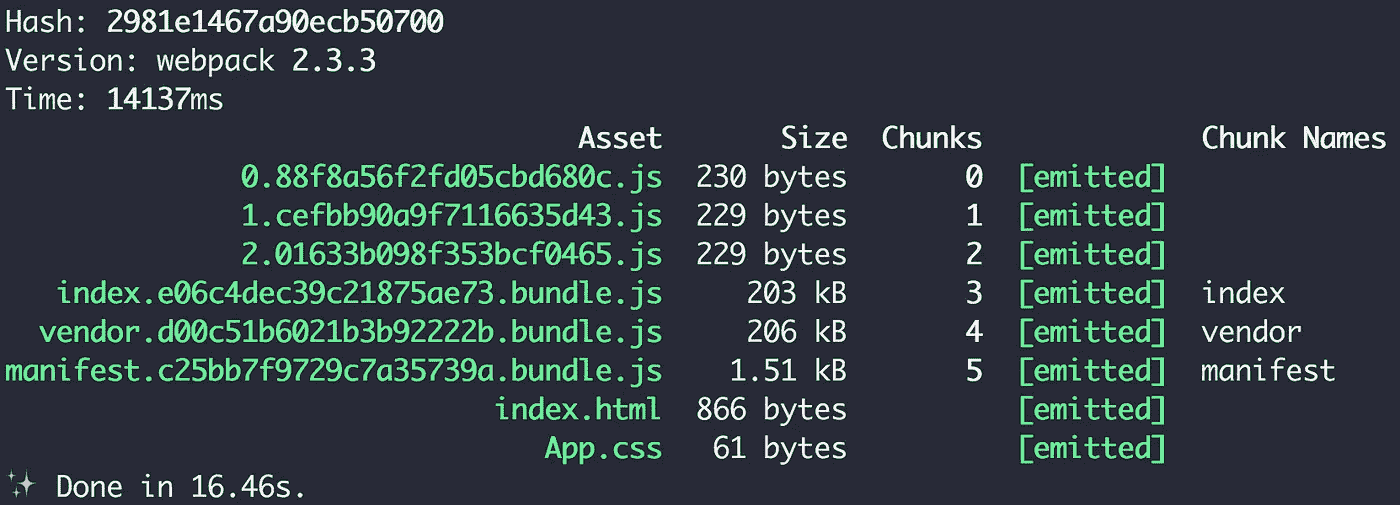 Hash: 2981e1467a90ecb50700
Version: webpack 2.3.3
Time: 14137ms
Asset Size Chunks Chunk Names
0.88f8a56f2fd05cbd680c.js 230 bytes 0 [emitted]
1.cefbb90a9f7116635d43.js 229 bytes 1 [emitted]
2.01633b098f353bcf0465.js 229 bytes 2 [emitted]
index.e06c4dec39c21875ae73.bundle.js 203 kB 3 [emitted] index
vendor.d00c51b6021b3b92222b.bundle.js 206 kB 4 [emitted] vendor
manifest.c25bb7f9729c7a35739a.bundle.js 1.51 kB 5 [emitted] manifest
index.html 866 bytes [emitted]
App.css 61 bytes [emitted]
✨ Done in 16.46s.